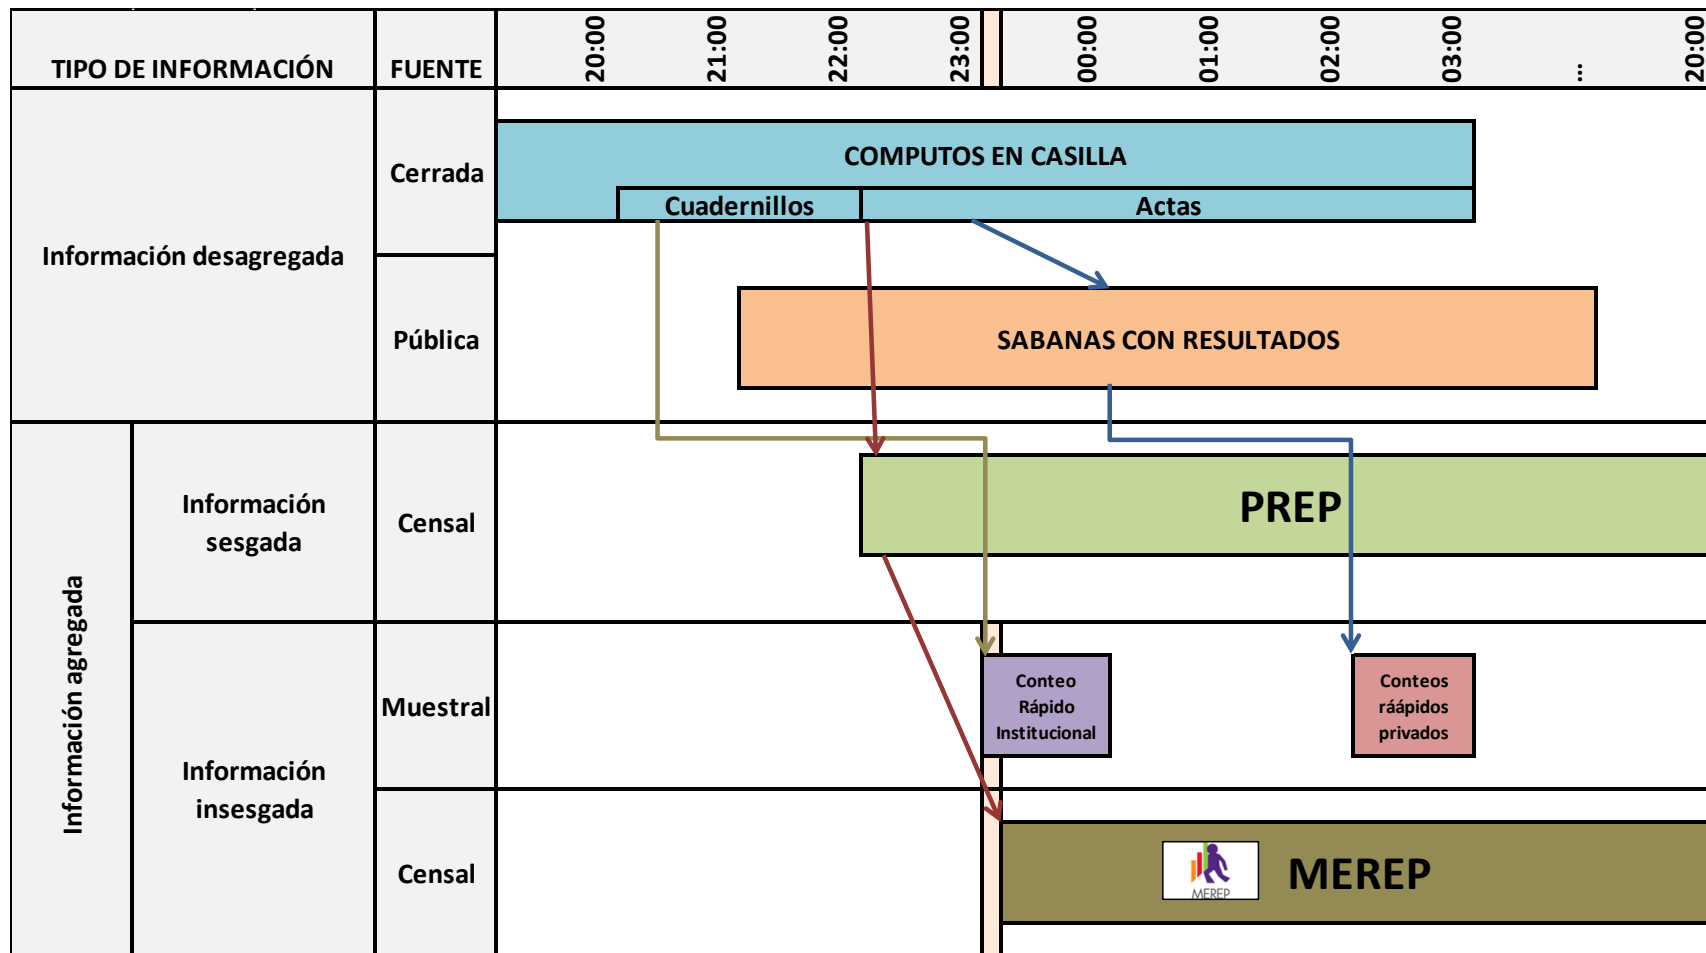 TIPO DE INFORMACIÓN
FUENTE
20:00
21:00
22:00
23:00
00:00
01:00
02:00
03:00
...
20:00
Información desagregada
Cerrada
COMPUTOS EN CASILLA
Cuadernillos
Actas
Pública
SABANAS CON RESULTADOS
Información agregada
Información
sesgada
Censal
PREP
Información
insesgada
Muestral
Conteo
Rápido
Institucional
Conteos
ráápidos
privados
Censal
MEREP
MEREP